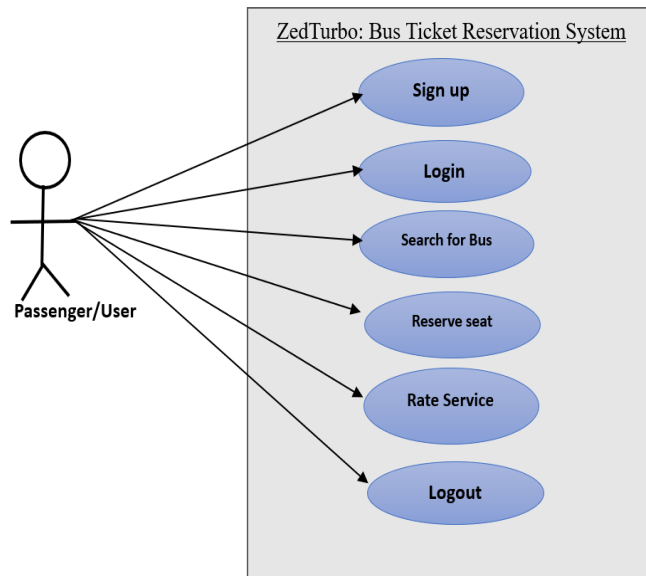 ZedTurbo: Bus Ticket Reservation System
Sign up
Login
Search for Bus
Reserve seat
Rate Service
Logout
Passenger/User